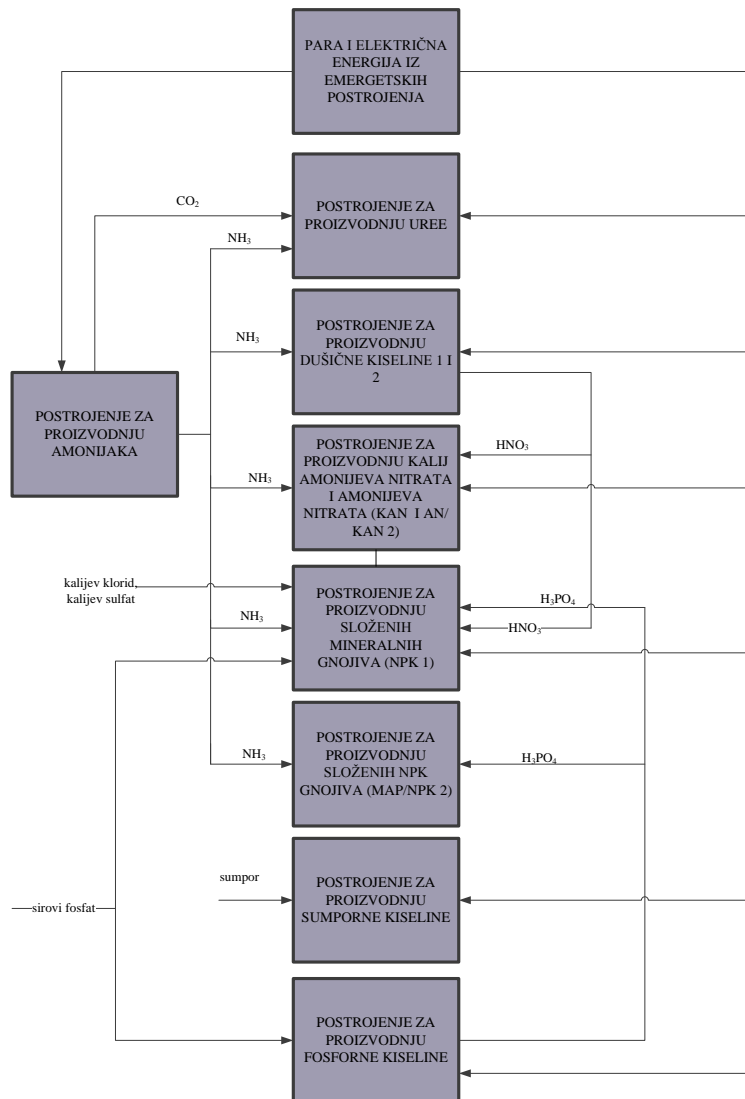 PARA I ELEKTRIČNA
ENERGIJA IZ
EMERGETSKIH
POSTROJENJA
CO₂
POSTROJENJE ZA
PROIZVODNJU UREE
NH₃
POSTROJENJE ZA
PROIZVODNJU
DUŠIČNE KISELINE 1 I
2
NH₃
POSTROJENJE ZA
PROIZVODNJU
AMONIJAKA
POSTROJENJE ZA
PROIZVODNJU KALIJ
AMONIJEVA NITRATA
I AMONIJEVA
NITRATA (KAN I AN/
KAN 2)
HNO₃
NH₃
kalijev klorid,
kalijev sulfat
POSTROJENJE ZA
PROIZVODNJU
SLOŽENIH
MINERALNIH
GNOJIVA (NPK 1)
H₃PO₄
NH₃
HNO₃
POSTROJENJE ZA
PROIZVODNJU
SLOŽENIH NPK
GNOJIVA (MAP/NPK 2)
NH₃
H₃PO₄
sumpor
POSTROJENJE ZA
PROIZVODNJU
SUMPORNE KISELINE
sirovi fosfat
POSTROJENJE ZA
PROIZVODNJU
FOSFORNE KISELINE